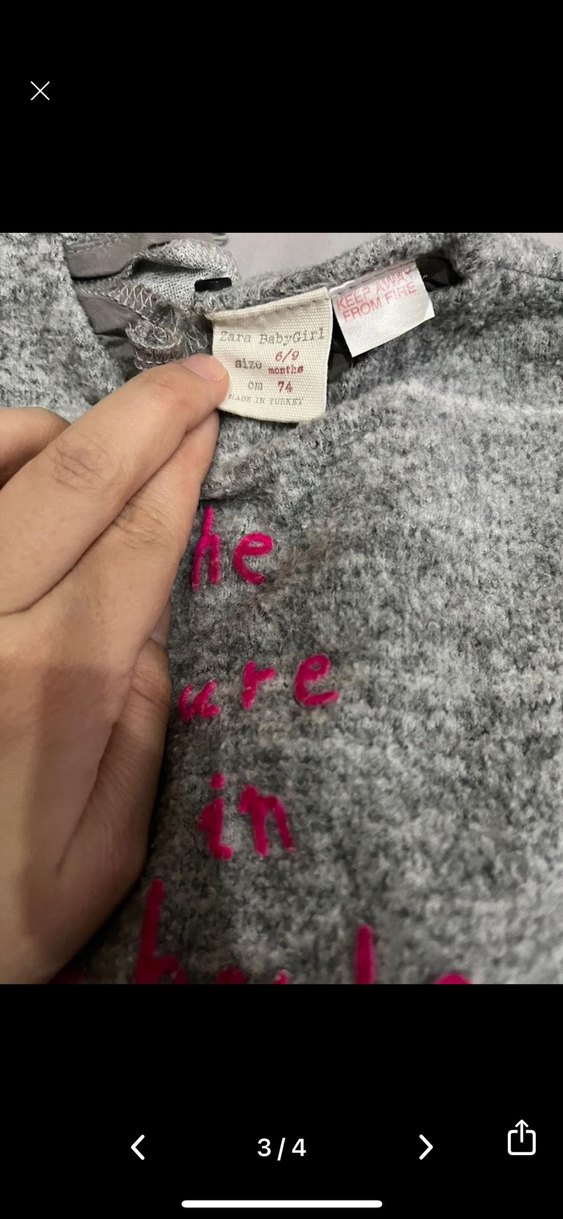 Zara BabyGirl
size 6/9
months
cm 74
MADE IN TURKEY
KEEP AWAY
FROM FIRE
he
ure
in
3/4